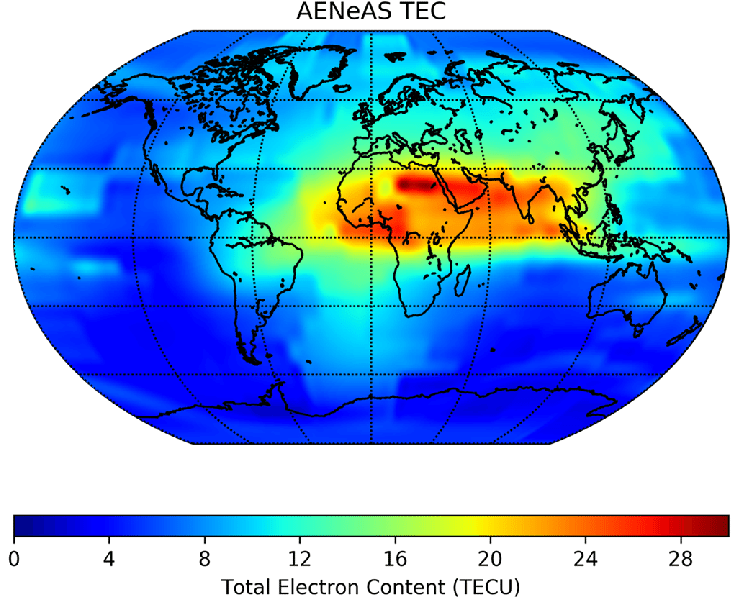 AENeAS TEC
0 4 8 12 16 20 24 28
Total Electron Content (TECU)